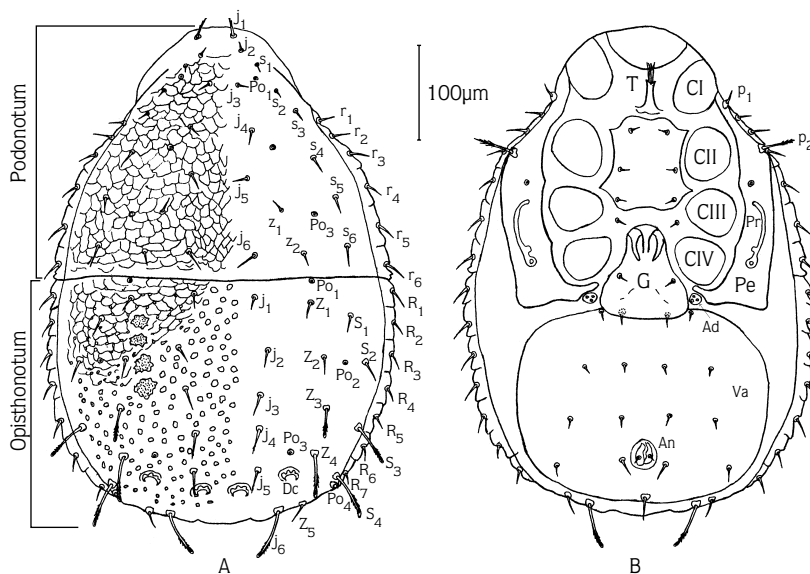 j1
j2
s1
Po1
s2
j3
s3
r1
r2
r3
j4
s4
r4
j5
s5
z1
Po3
r5
j6
z2
s6
r6
Podonotum
100μm
Po1
R1
j1
Z1
S1
R2
j2
Z2
S2
Po2
R3
Z3
R4
j3
R5
j4
Po3
Z4
S3
R6
j5
Dc
R7
Po4
S4
j6
Z5
Opisthonotum
A
T
CI
p1
p2
CII
CIII
Pr
CIV
G
Pe
Ad
Va
An
B